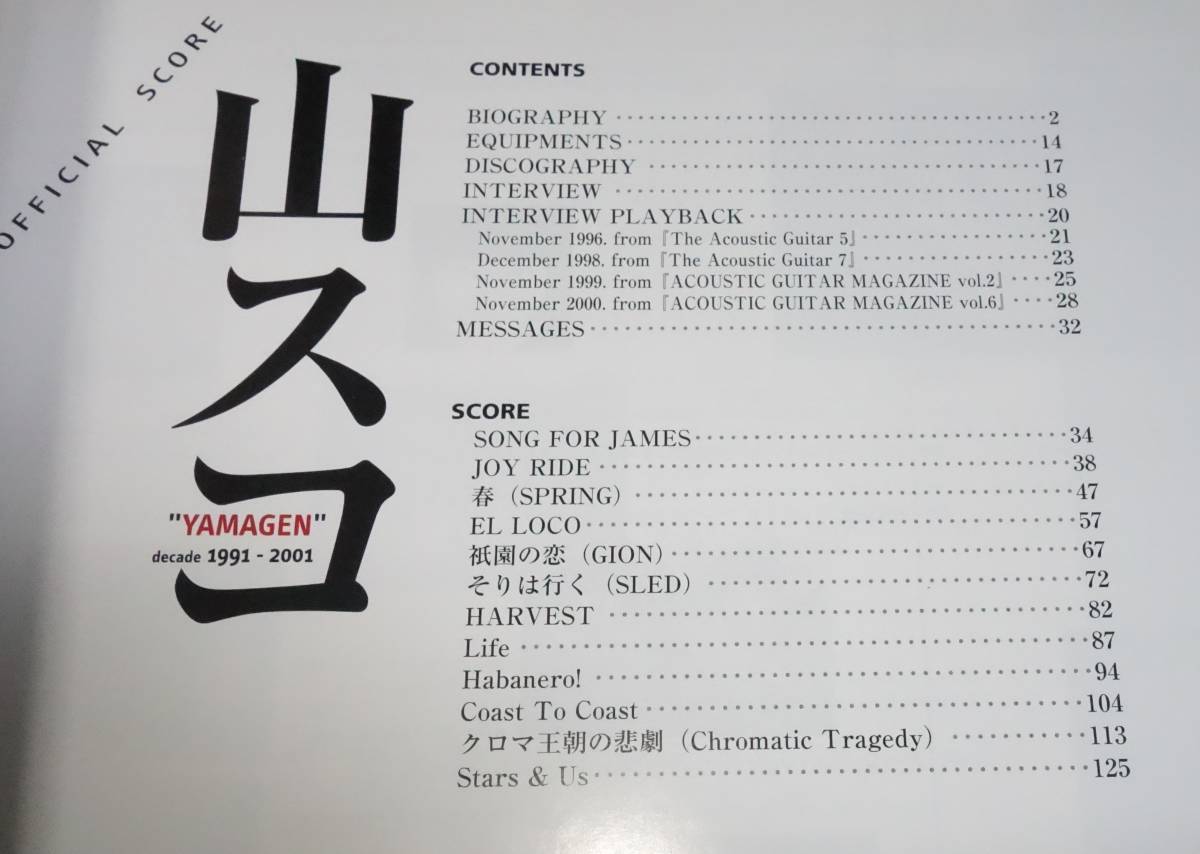 OFFICIAL SCORE
山スコ
"YAMAGEN"
decade 1991 - 2001
CONTENTS
BIOGRAPHY ･････････････････････････････････････ 2
EQUIPMENTS ･････････････････････････････････････ 14
DISCOGRAPHY ･････････････････････････････････････ 17
INTERVIEW ･････････････････････････････････････ 18
INTERVIEW PLAYBACK ･････････････････････････ 20
November 1996. from『The Acoustic Guitar 5』･････････････････ 21
December 1998. from『The Acoustic Guitar 7』･････････････････ 23
November 1999. from『ACOUSTIC GUITAR MAGAZINE vol.2』････ 25
November 2000. from『ACOUSTIC GUITAR MAGAZINE vol.6』････ 28
MESSAGES ･････････････････････････････････････ 32
SCORE
SONG FOR JAMES ･････････････････････････････････ 34
JOY RIDE ･････････････････････････････････････ 38
春（SPRING）･････････････････････････････････････ 47
EL LOCO ･････････････････････････････････････ 57
祇園の恋（GION）･････････････････････････････････ 67
そりは行く（SLED）･････････････････････････････････ 72
HARVEST ･････････････････････････････････････ 82
Life ･････････････････････････････････････ 87
Habanero! ･････････････････････････････････････ 94
Coast To Coast ･････････････････････････････････････ 104
クロマ王朝の悲劇（Chromatic Tragedy）････････････ 113
Stars & Us ･････････････････････････････････････ 125